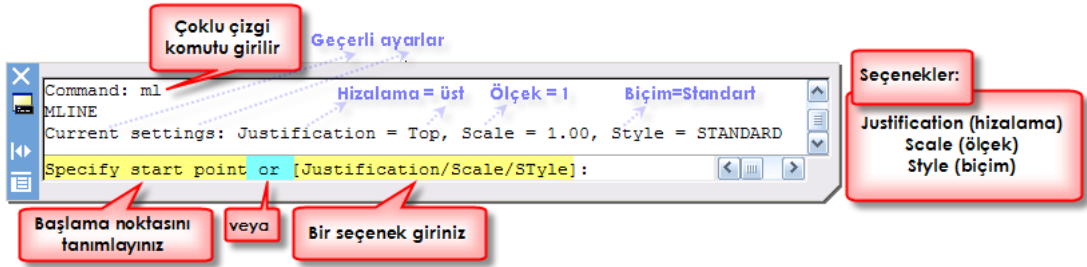 Çoklu çizgi
komutu girilir
Geçerli ayarlar
Seçenekler:
Command: ml
Hizalama = üst Ölçek = 1 Biçim=Standart
MLINE
Current settings: Justification = Top, Scale = 1.00, Style = STANDARD
Specify start point or [Justification/Scale/STyle]:
Justification (hizalama)
Scale (ölçek)
Style (biçim)
Başlama noktasını
tanımlayınız
veya
Bir seçenek giriniz